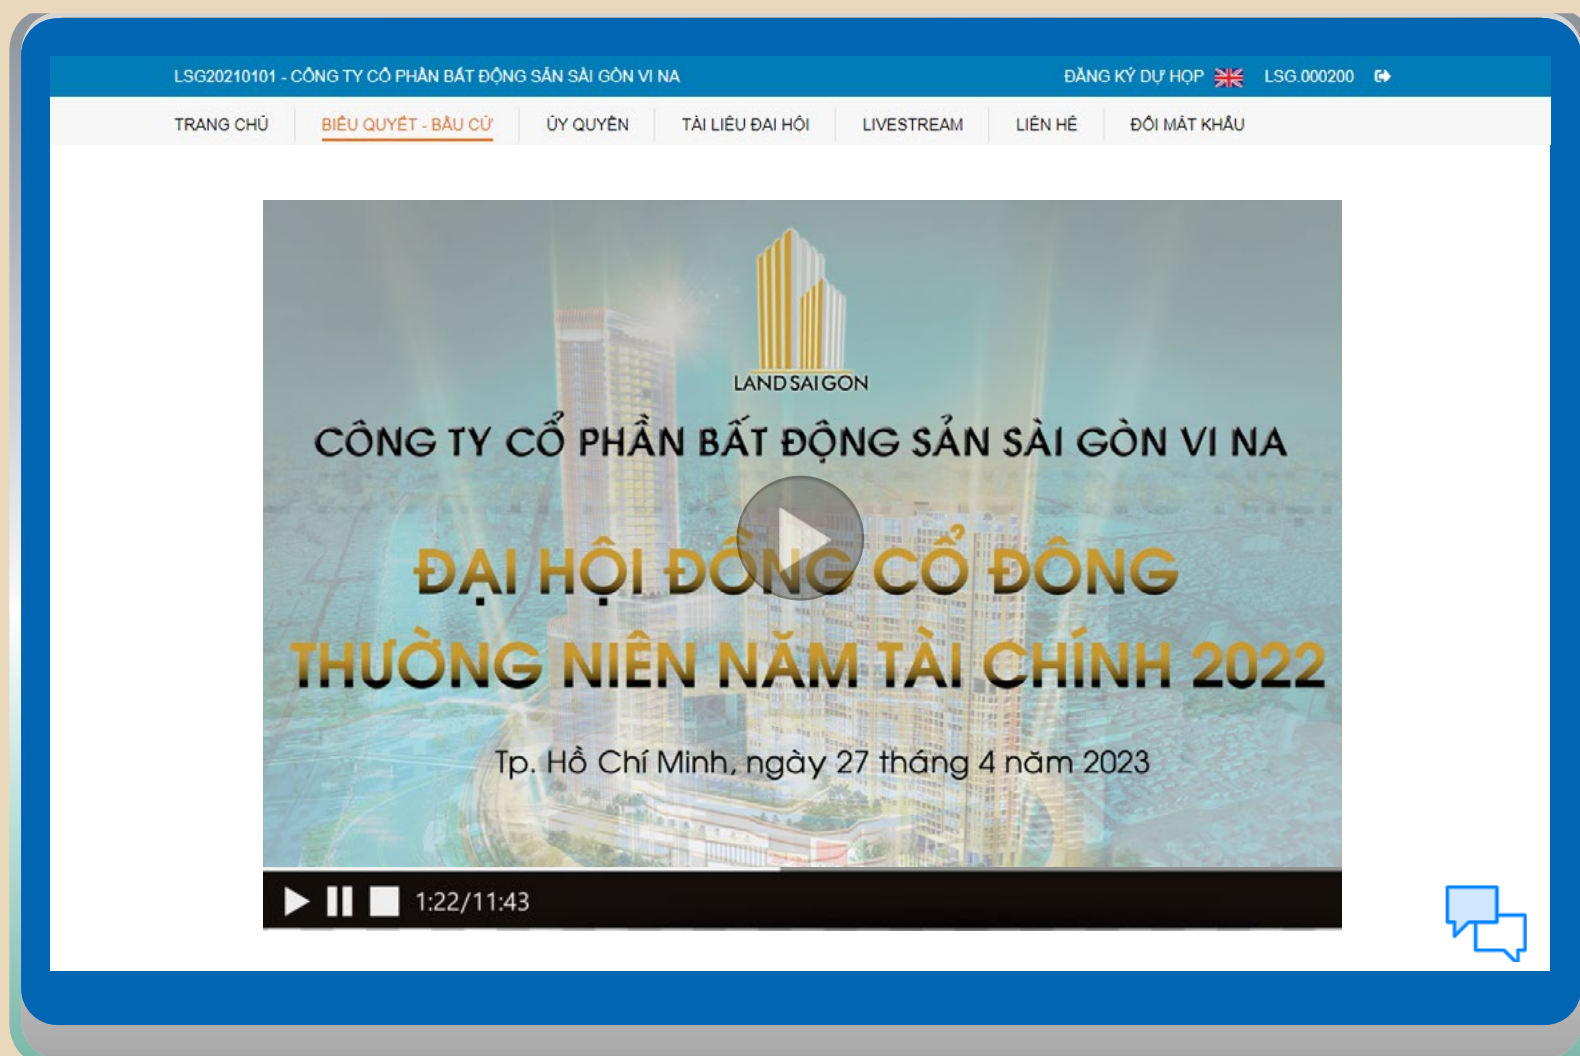 LSG20210101 - CÔNG TY CỔ PHẦN BẤT ĐỘNG SẢN SÀI GÒN VI NA
ĐĂNG KÝ DỰ HỌP
LSG.000200
TRANG CHỦ
BIỂU QUYẾT - BẦU CỬ
ỦY QUYỀN
TÀI LIỆU ĐẠI HỘI
LIVESTREAM
LIÊN HỆ
ĐỔI MẬT KHẨU
LAND SAIGON
CÔNG TY CỔ PHẦN BẤT ĐỘNG SẢN SÀI GÒN VI NA
ĐẠI HỘI ĐỒNG CỔ ĐÔNG
THƯỜNG NIÊN NĂM TÀI CHÍNH 2022
Tp. Hồ Chí Minh, ngày 27 tháng 4 năm 2023
1:22/11:43